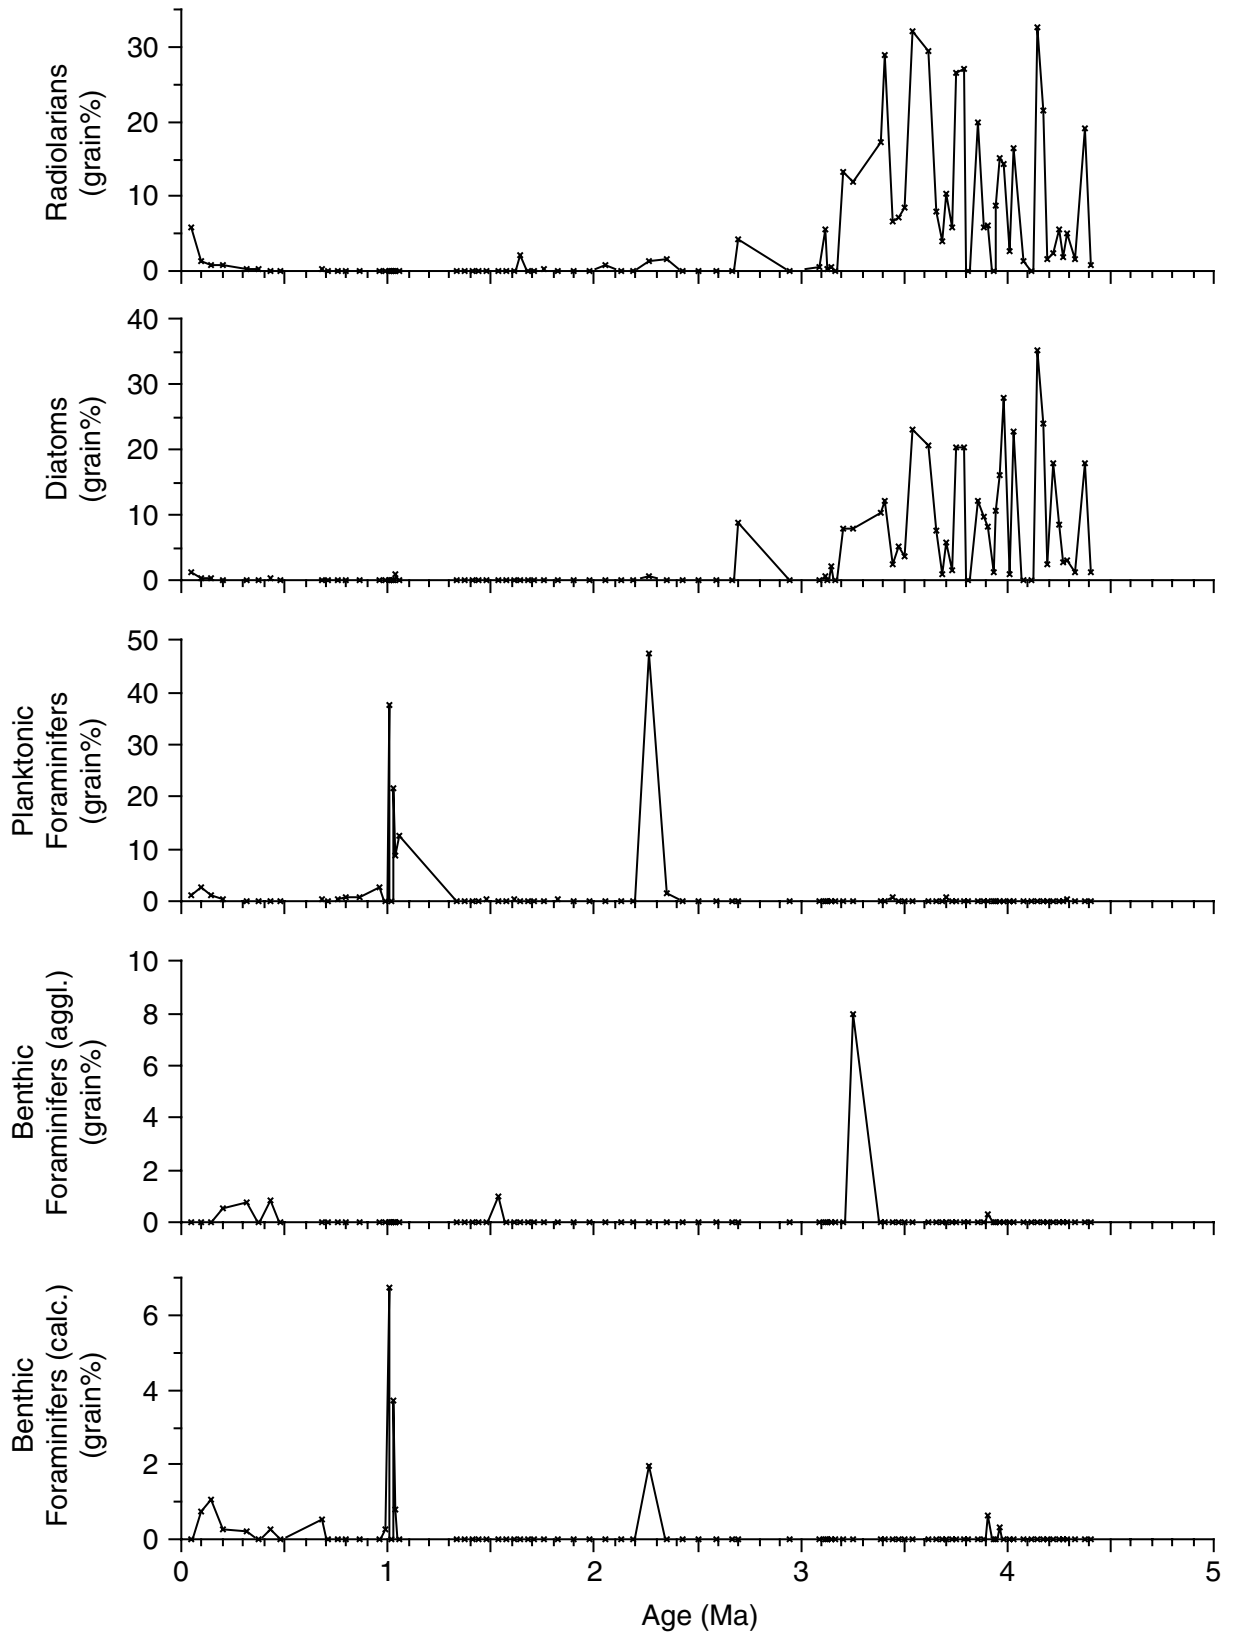 Radiolarians
(grain%)
30
20
10
0
Diatoms
(grain%)
40
30
20
10
0
Planktonic
Foraminifers
(grain%)
50
40
30
20
10
0
Benthic
Foraminifers (aggl.)
(grain%)
10
8
6
4
2
0
Benthic
Foraminifers (calc.)
(grain%)
6
4
2
0
0 1 2 3 4 5
Age (Ma)